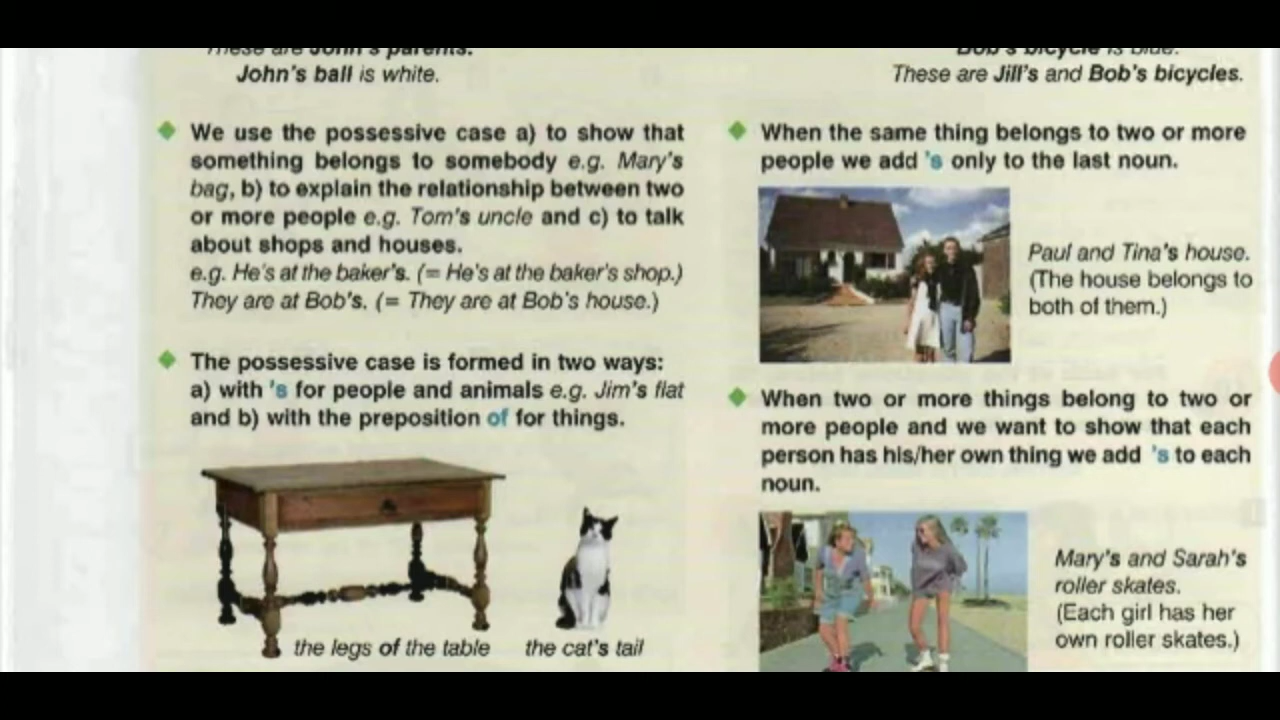 These are John's parents.
John's ball is white.
We use the possessive case a) to show that
something belongs to somebody e.g. Mary's
bag, b) to explain the relationship between two
or more people e.g. Tom's uncle and c) to talk
about shops and houses.
e.g. He's at the baker's. (= He's at the baker's shop.)
They are at Bob's. (= They are at Bob's house.)
The possessive case is formed in two ways:
a) with 's for people and animals e.g. Jim's flat
and b) with the preposition of for things.
the legs of the table
the cat's tail
Bob's bicycle is blue.
These are Jill's and Bob's bicycles.
When the same thing belongs to two or more
people we add 's only to the last noun.
Paul and Tina's house.
(The house belongs to
both of them.)
When two or more things belong to two or
more people and we want to show that each
person has his/her own thing we add 's to each
noun.
Mary's and Sarah's
roller skates.
(Each girl has her
own roller skates.)